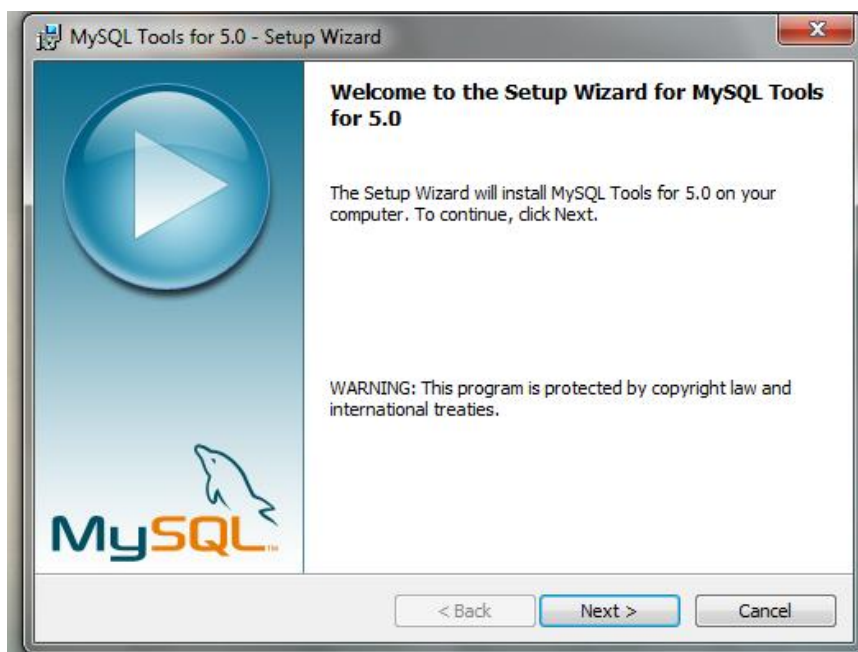 MySQL Tools for 5.0 - Setup Wizard
Welcome to the Setup Wizard for MySQL Tools
for 5.0
The Setup Wizard will install MySQL Tools for 5.0 on your
computer. To continue, click Next.
WARNING: This program is protected by copyright law and
international treaties.
MySQL™
< Back Next > Cancel